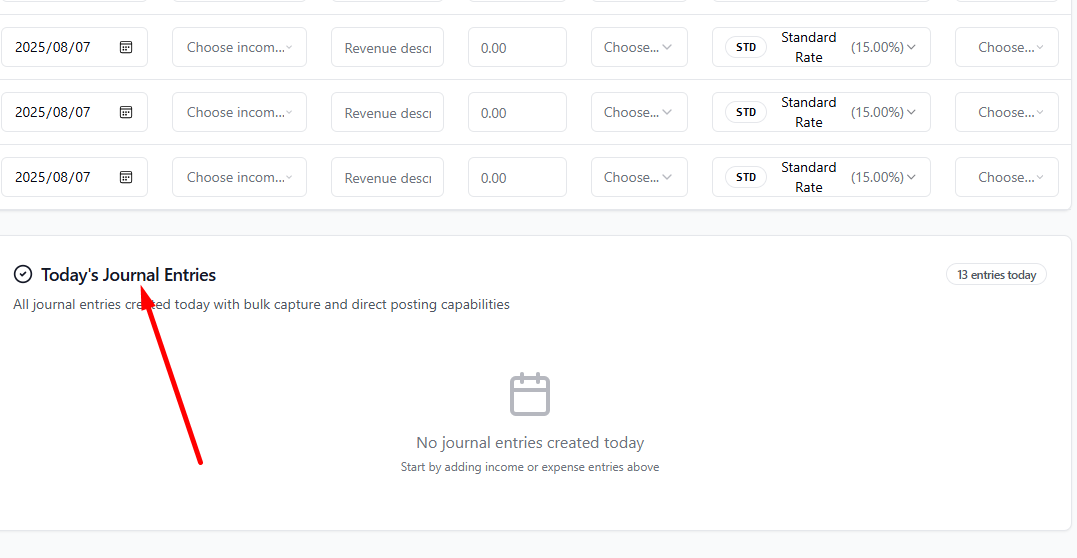 2025/08/07 Choose incom... Revenue descı 0.00 Choose... STD Standard Rate (15.00%) Choose...
2025/08/07 Choose incom... Revenue descı 0.00 Choose... STD Standard Rate (15.00%) Choose...
2025/08/07 Choose incom... Revenue descı 0.00 Choose... STD Standard Rate (15.00%) Choose...
Today's Journal Entries 13 entries today
All journal entries created today with bulk capture and direct posting capabilities
No journal entries created today
Start by adding income or expense entries above